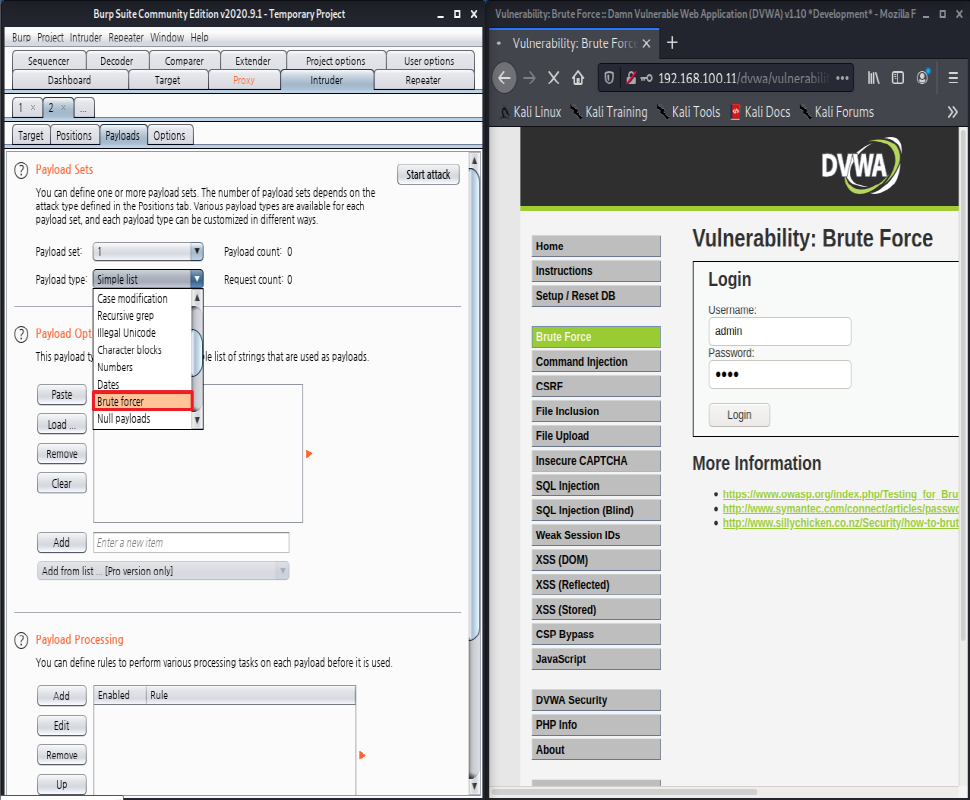 Burp Suite Community Edition v2020.9.1 - Temporary Project
Burp Project Intruder Repeater Window Help
Sequencer Decoder Comparer Extender Project options User options
Dashboard Target Proxy Intruder Repeater
1 × 2 × ...
Target Positions Payloads Options
? Payload Sets
Start attack
You can define one or more payload sets. The number of payload sets depends on the
attack type defined in the Positions tab. Various payload types are available for each
payload set, and each payload type can be customized in different ways.
Payload set: 1 Payload count: 0
Payload type: Simple list Request count: 0
Case modification
Recursive grep
Illegal Unicode
Character blocks
Numbers
Dates
Brute forcer
Null payloads
? Payload Opt
This payload ty le list of strings that are used as payloads.
Paste
Load ...
Remove
Clear
Add Enter a new item
Add from list ... [Pro version only]
? Payload Processing
You can define rules to perform various processing tasks on each payload before it is used.
Add Enabled Rule
Edit
Remove
Up
Vulnerability: Brute Force :: Damn Vulnerable Web Application (DVWA) v1.10 *Development* - Mozilla F
Vulnerability: Brute Forc
192.168.100.11/dvwa/vulnerabili
Kali Linux Kali Training Kali Tools Kali Docs Kali Forums
DVWA
Home
Instructions
Setup / Reset DB
Brute Force
Command Injection
CSRF
File Inclusion
File Upload
Insecure CAPTCHA
SQL Injection
SQL Injection (Blind)
Weak Session IDs
XSS (DOM)
XSS (Reflected)
XSS (Stored)
CSP Bypass
JavaScript
DVWA Security
PHP Info
About
Vulnerability: Brute Force
Login
Username:
admin
Password:
••••
Login
More Information
• https://www.owasp.org/index.php/Testing_for_Bru
• http://www.symantec.com/connect/articles/passwo
• http://www.sillychicken.co.nz/Security/how-to-brut